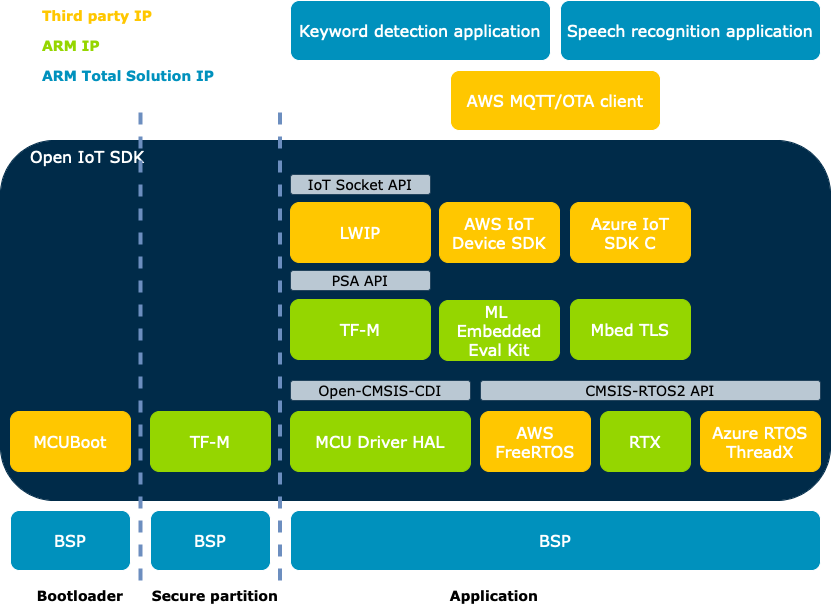 Third party IP
ARM IP
ARM Total Solution IP
Keyword detection application
Speech recognition application
AWS MQTT/OTA client
Open IoT SDK
IoT Socket API
LWIP
AWS IoT
Device SDK
Azure IoT
SDK C
PSA API
TF-M
ML
Embedded
Eval Kit
Mbed TLS
Open-CMSIS-CDI
CMSIS-RTOS2 API
MCUBoot
TF-M
MCU Driver HAL
AWS
FreeRTOS
RTX
Azure RTOS
ThreadX
BSP
BSP
BSP
Bootloader
Secure partition
Application